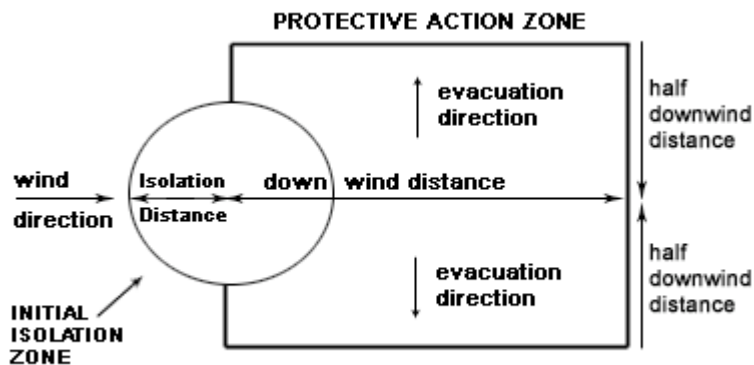 PROTECTIVE ACTION ZONE
evacuation
direction
half
downwind
distance
wind
direction
Isolation
Distance
down wind distance
evacuation
direction
half
downwind
distance
INITIAL
ISOLATION
ZONE